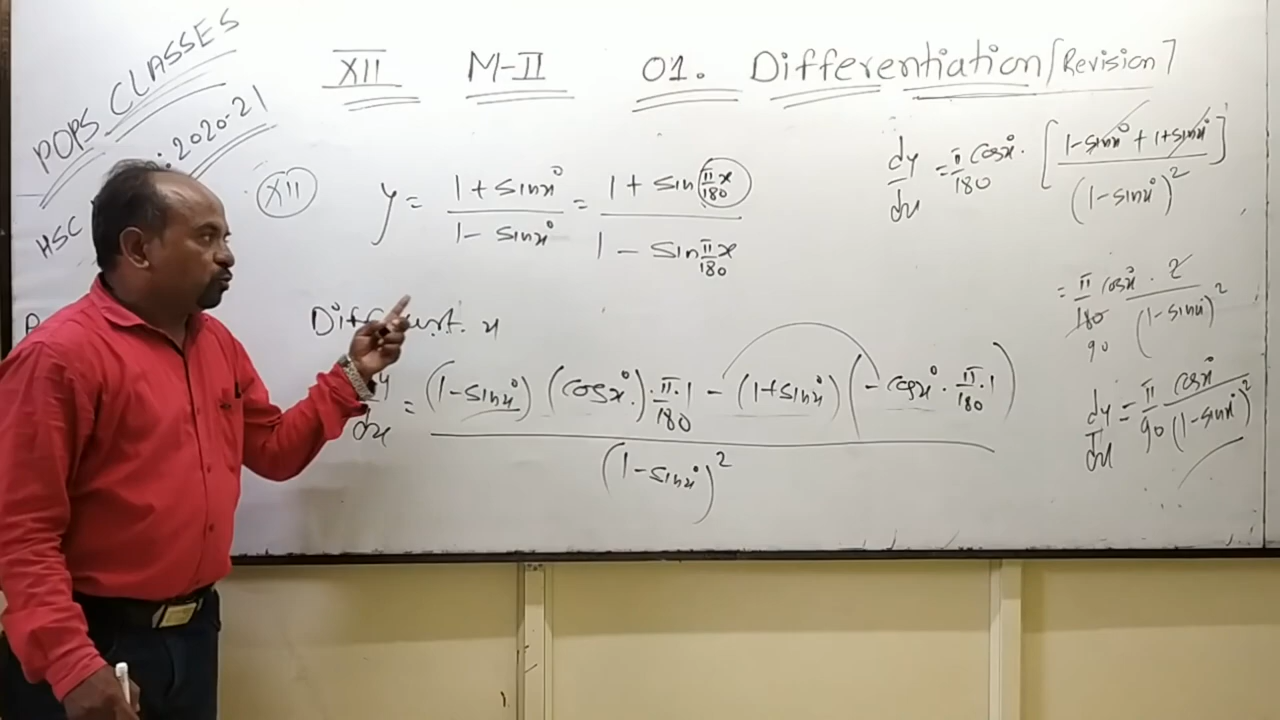 POPS CLASSES
HSC : 2020-21
XII M-II 01. Differentiation [Revision]
(XII) y = (1 + sinx°)/(1 - sinx°) = (1 + sin πx/180)/(1 - sin πx/180)
w.r.t. x
dy/dx = ((1-sinx°)(cosx°)·π/180·1 - (1+sinx°)(-cosx°·π/180·1))/(1-sinx°)²
dy/dx = π/180 cosx° · [(1-sinx° + 1+sinx°)/(1-sinx°)²]
= π/180 cosx° · 2/(1-sinx°)²
90
dy/dx = π/90 cosx°/(1-sinx°)²